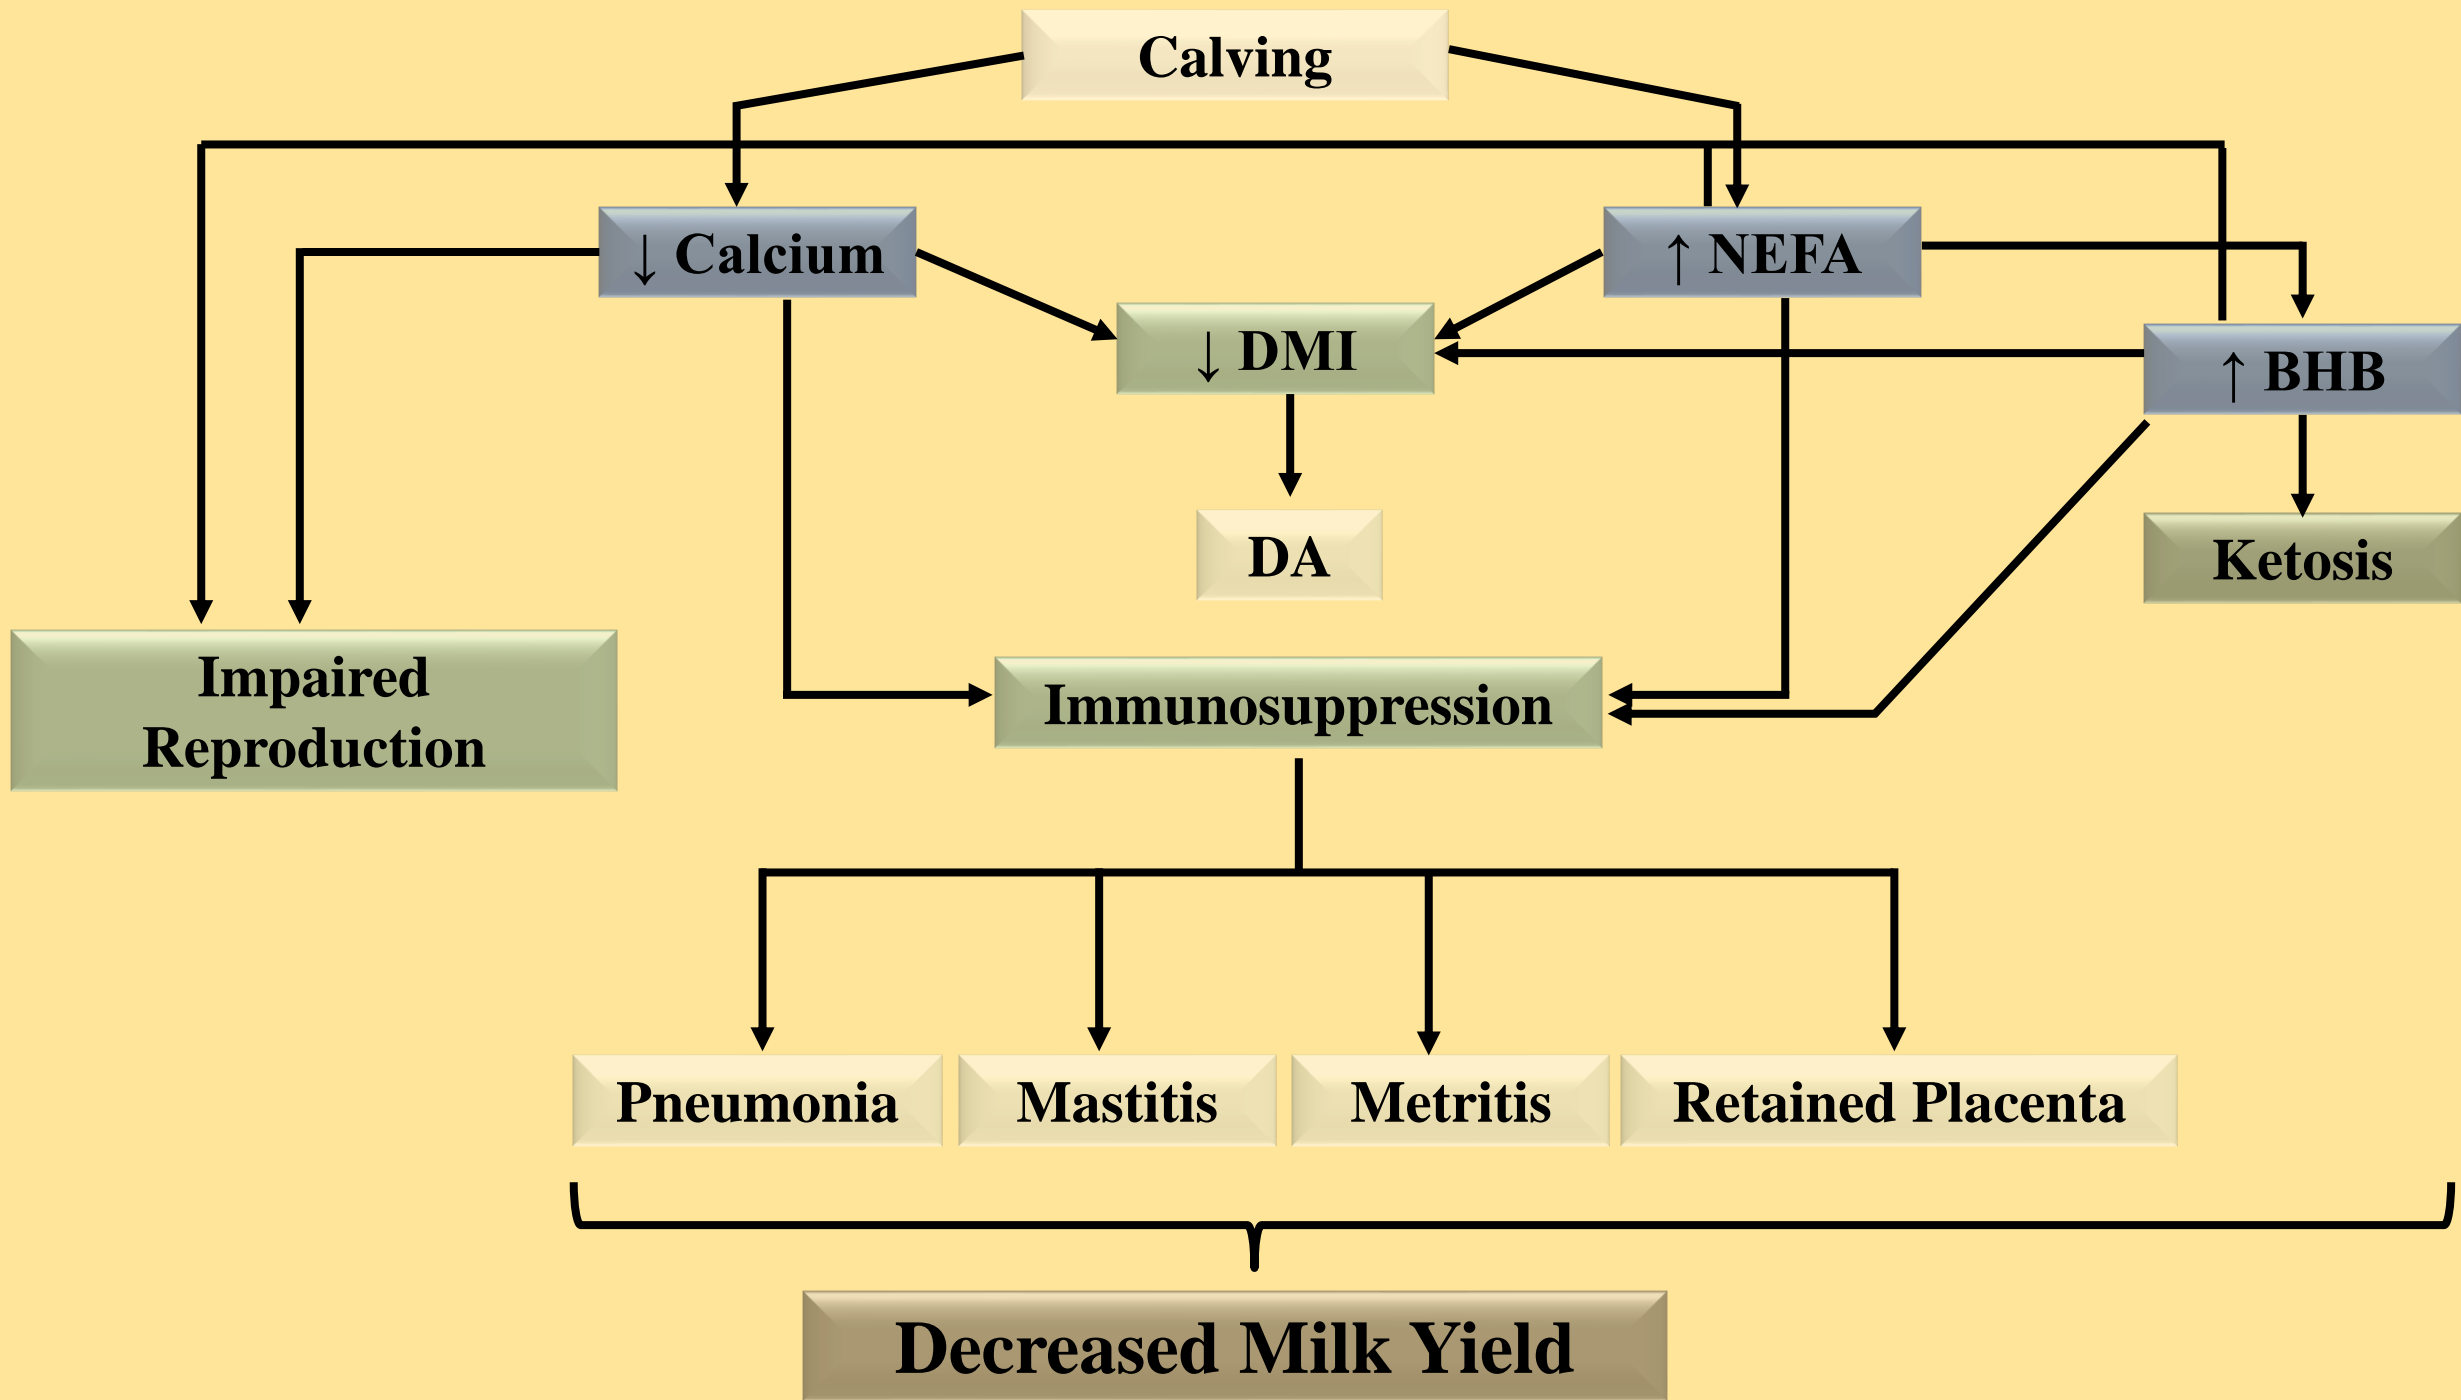 Calving
↓ Calcium
↑ NEFA
↓ DMI
↑ BHB
DA
Ketosis
Impaired
Reproduction
Immunosuppression
Pneumonia
Mastitis
Metritis
Retained Placenta
Decreased Milk Yield